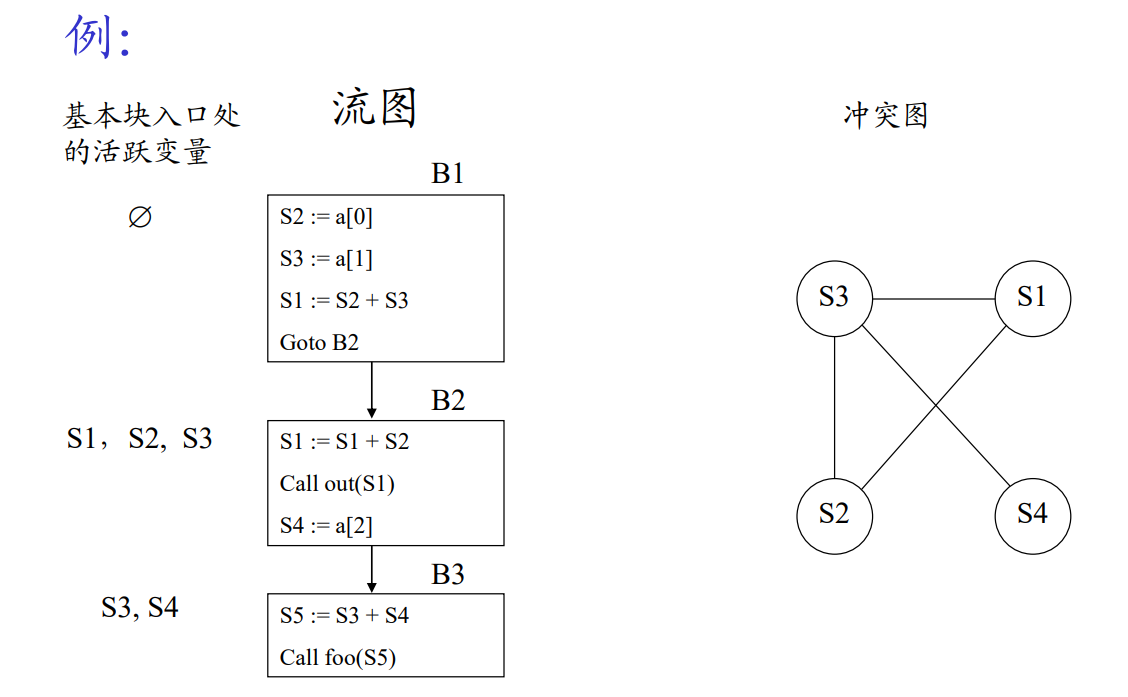 例:
基本块入口处
的活跃变量
流图
冲突图
B1
∅
S2 := a[0]
S3 := a[1]
S1 := S2 + S3
Goto B2
B2
S1，S2, S3
S1 := S1 + S2
Call out(S1)
S4 := a[2]
B3
S3, S4
S5 := S3 + S4
Call foo(S5)
S3
S1
S2
S4